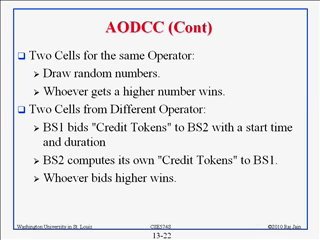 AODCC (Cont)
Two Cells for the same Operator:
Draw random numbers.
Whoever gets a higher number wins.
Two Cells from Different Operator:
BS1 bids "Credit Tokens" to BS2 with a start time
and duration
BS2 computes its own "Credit Tokens" to BS1.
Whoever bids higher wins.
Washington University in St. Louis CSE574S ©2010 Raj Jain
13-22